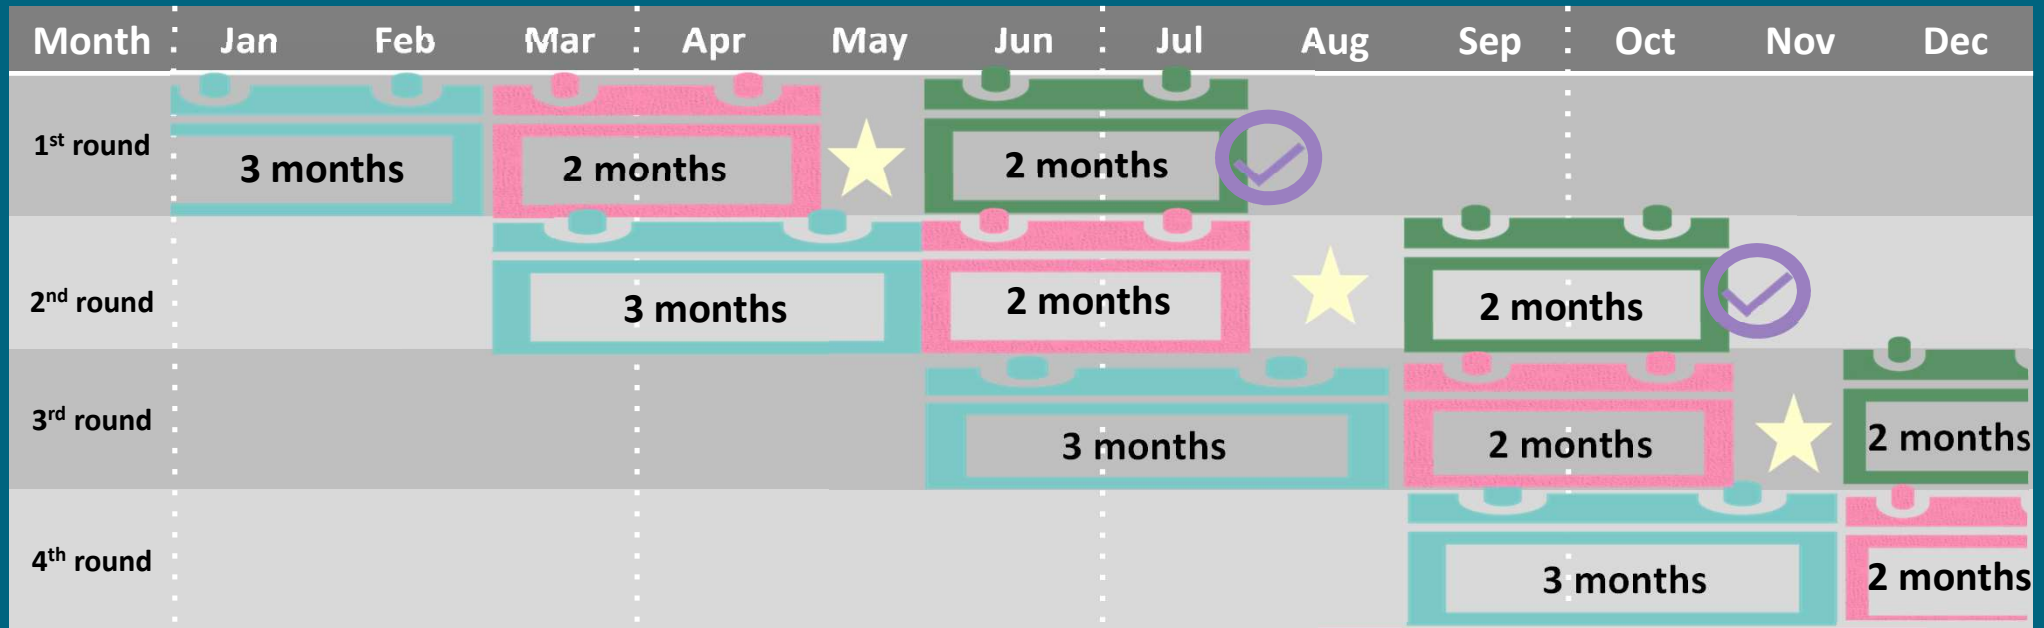 Month Jan Feb Mar Apr May Jun Jul Aug Sep Oct Nov Dec
1st round 3 months 2 months 2 months
2nd round 3 months 2 months 2 months
3rd round 3 months 2 months 2 months
4th round 3 months 2 months